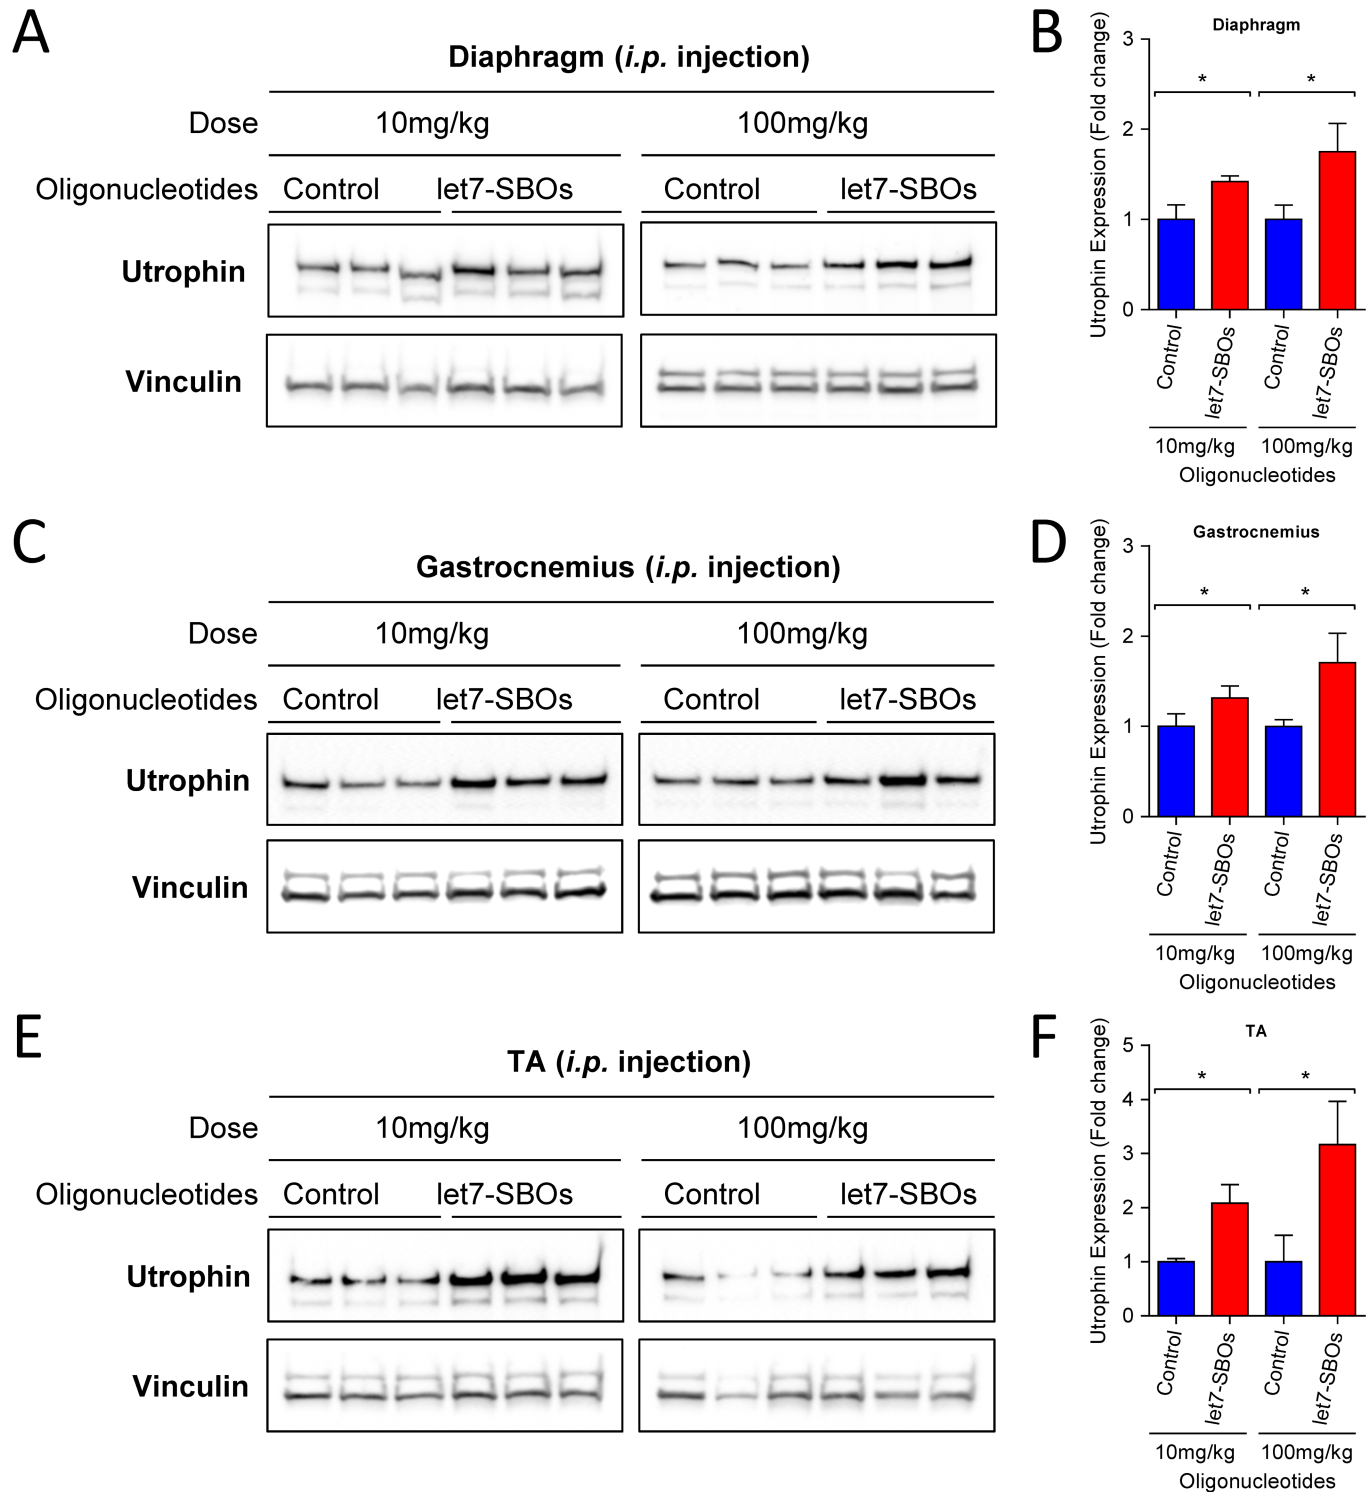 A
Diaphragm (i.p. injection)
Dose 10mg/kg 100mg/kg
Oligonucleotides Control let7-SBOs Control let7-SBOs
Utrophin
Vinculin
B
Diaphragm
Utrophin Expression (Fold change)
3
2
1
0
* *
Control let7-SBOs Control let7-SBOs
10mg/kg 100mg/kg
Oligonucleotides
C
Gastrocnemius (i.p. injection)
Dose 10mg/kg 100mg/kg
Oligonucleotides Control let7-SBOs Control let7-SBOs
Utrophin
Vinculin
D
Gastrocnemius
Utrophin Expression (Fold change)
3
2
1
0
* *
Control let7-SBOs Control let7-SBOs
10mg/kg 100mg/kg
Oligonucleotides
E
TA (i.p. injection)
Dose 10mg/kg 100mg/kg
Oligonucleotides Control let7-SBOs Control let7-SBOs
Utrophin
Vinculin
F
TA
Utrophin Expression (Fold change)
5
4
3
2
1
0
* *
Control let7-SBOs Control let7-SBOs
10mg/kg 100mg/kg
Oligonucleotides